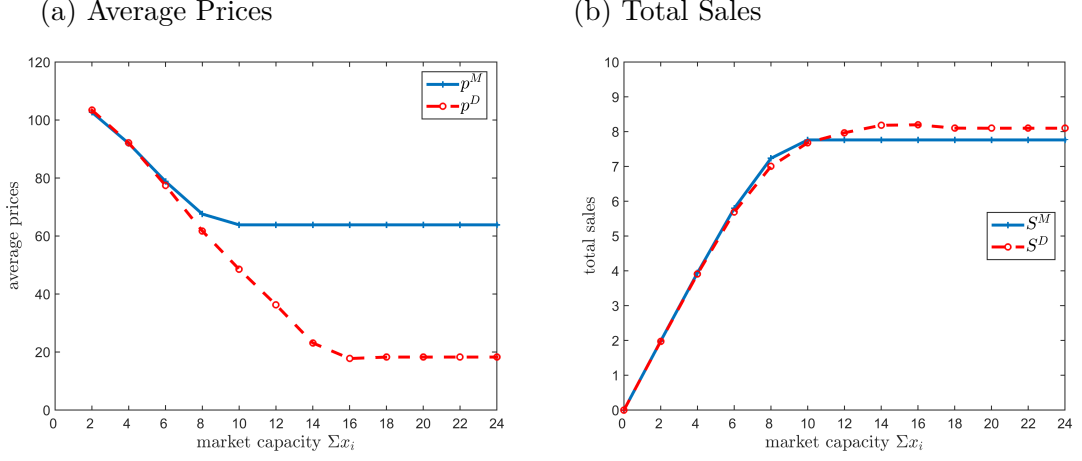 (a) Average Prices
120
100
80
60
40
20
0
average prices
2 4 6 8 10 12 14 16 18 20 22 24
market capacity Σx_i
p^M
p^D
(b) Total Sales
10
9
8
7
6
5
4
3
2
1
0
total sales
0 2 4 6 8 10 12 14 16 18 20 22 24
market capacity Σx_i
S^M
S^D